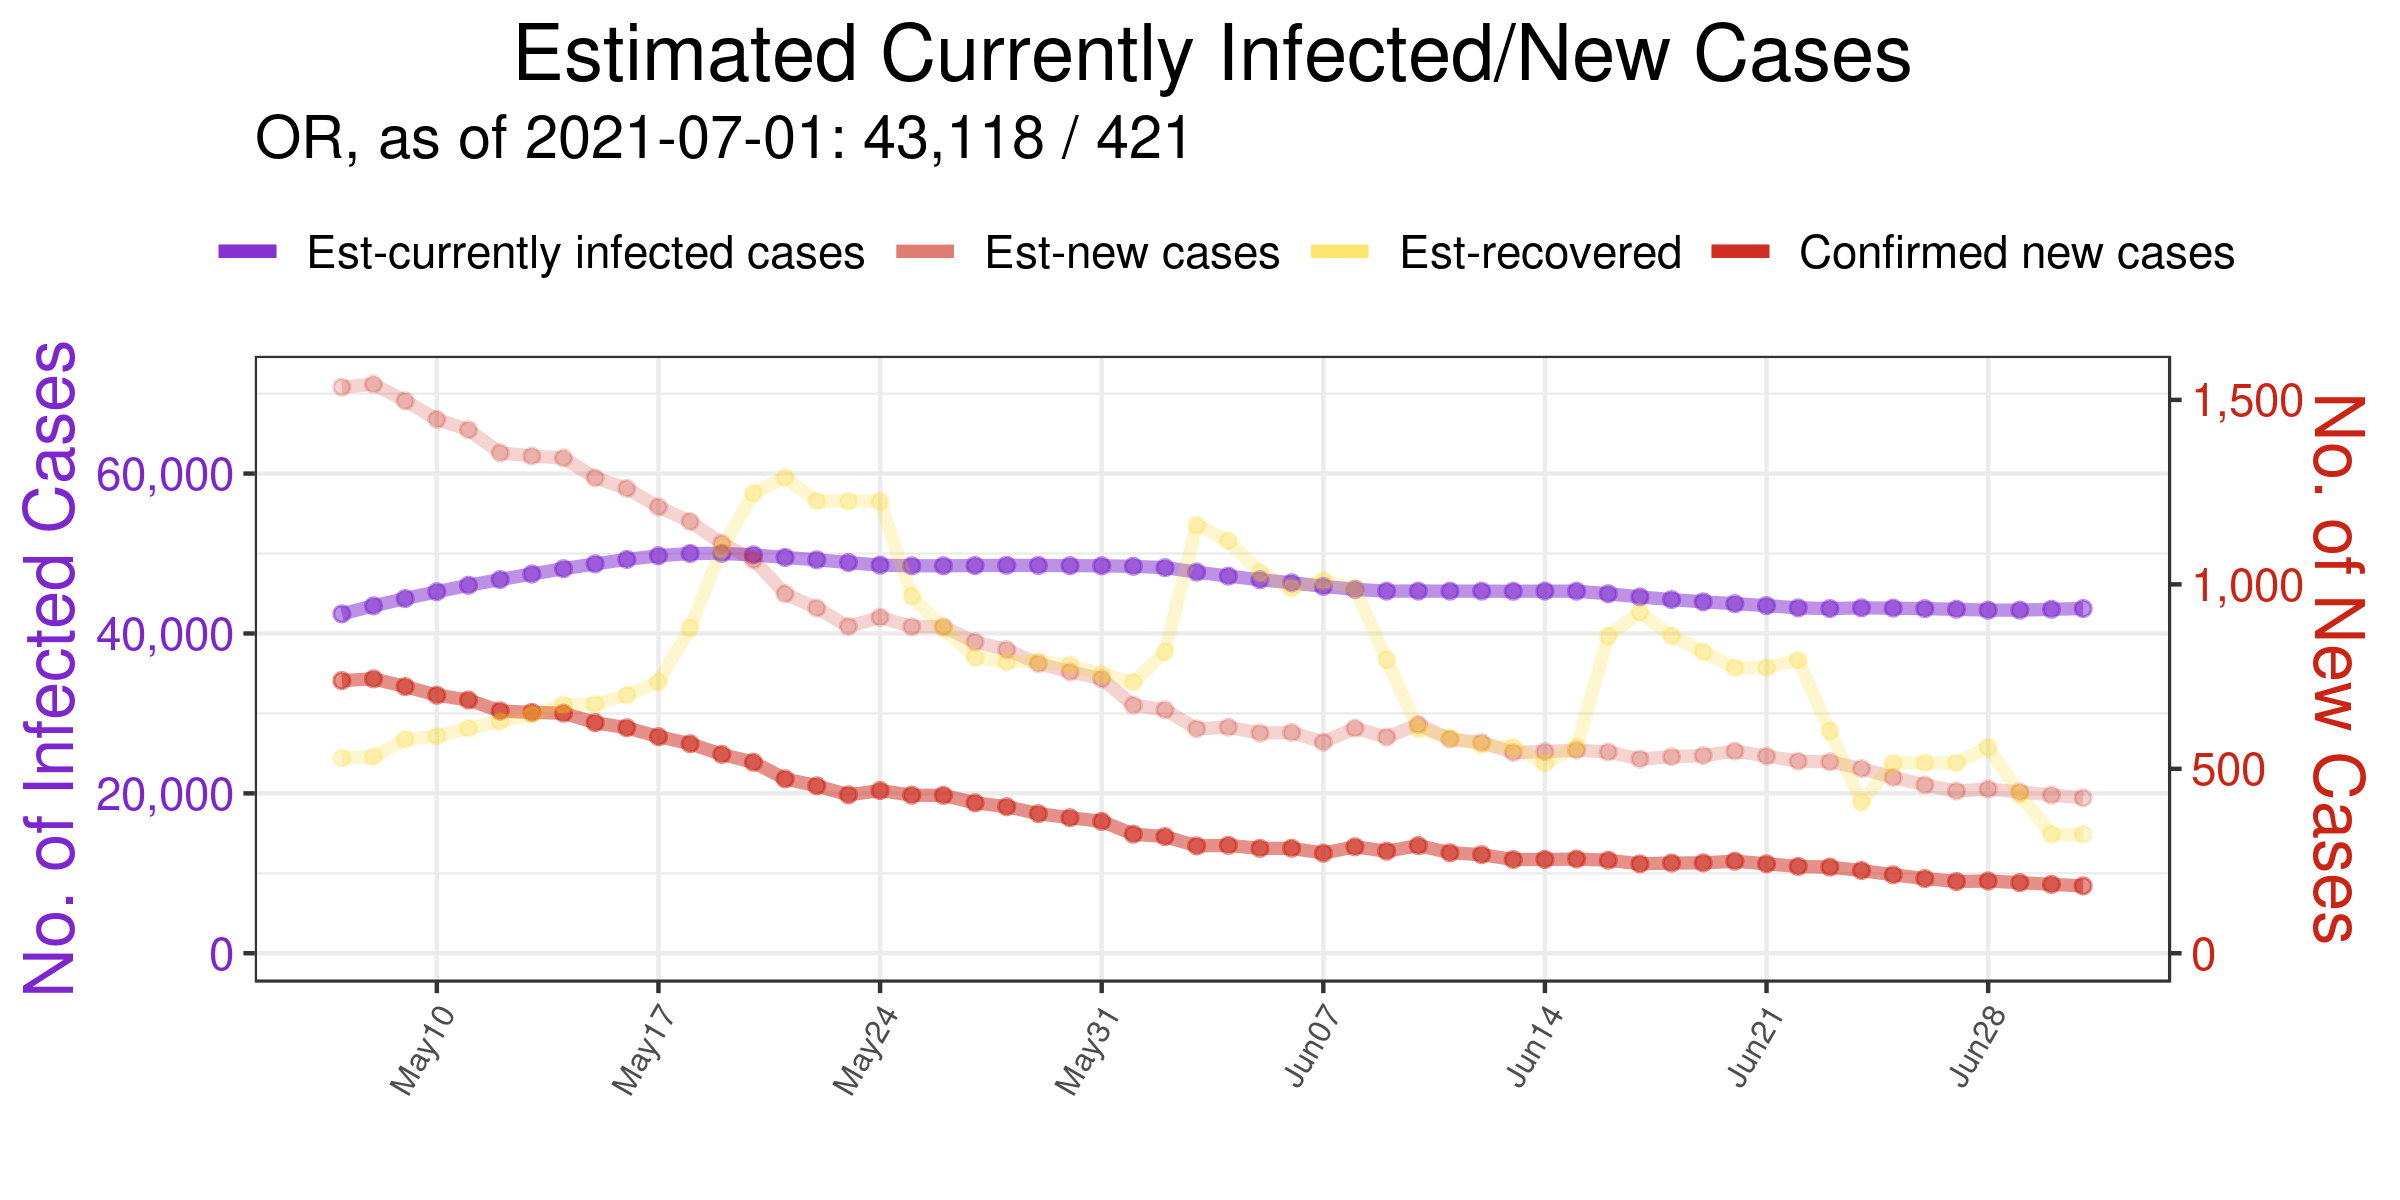 Estimated Currently Infected/New Cases
OR, as of 2021-07-01: 43,118 / 421
Est-currently infected cases Est-new cases Est-recovered Confirmed new cases
No. of Infected Cases
60,000
40,000
20,000
0
1,500
1,000
500
0
No. of New Cases
May10 May17 May24 May31 Jun07 Jun14 Jun21 Jun28